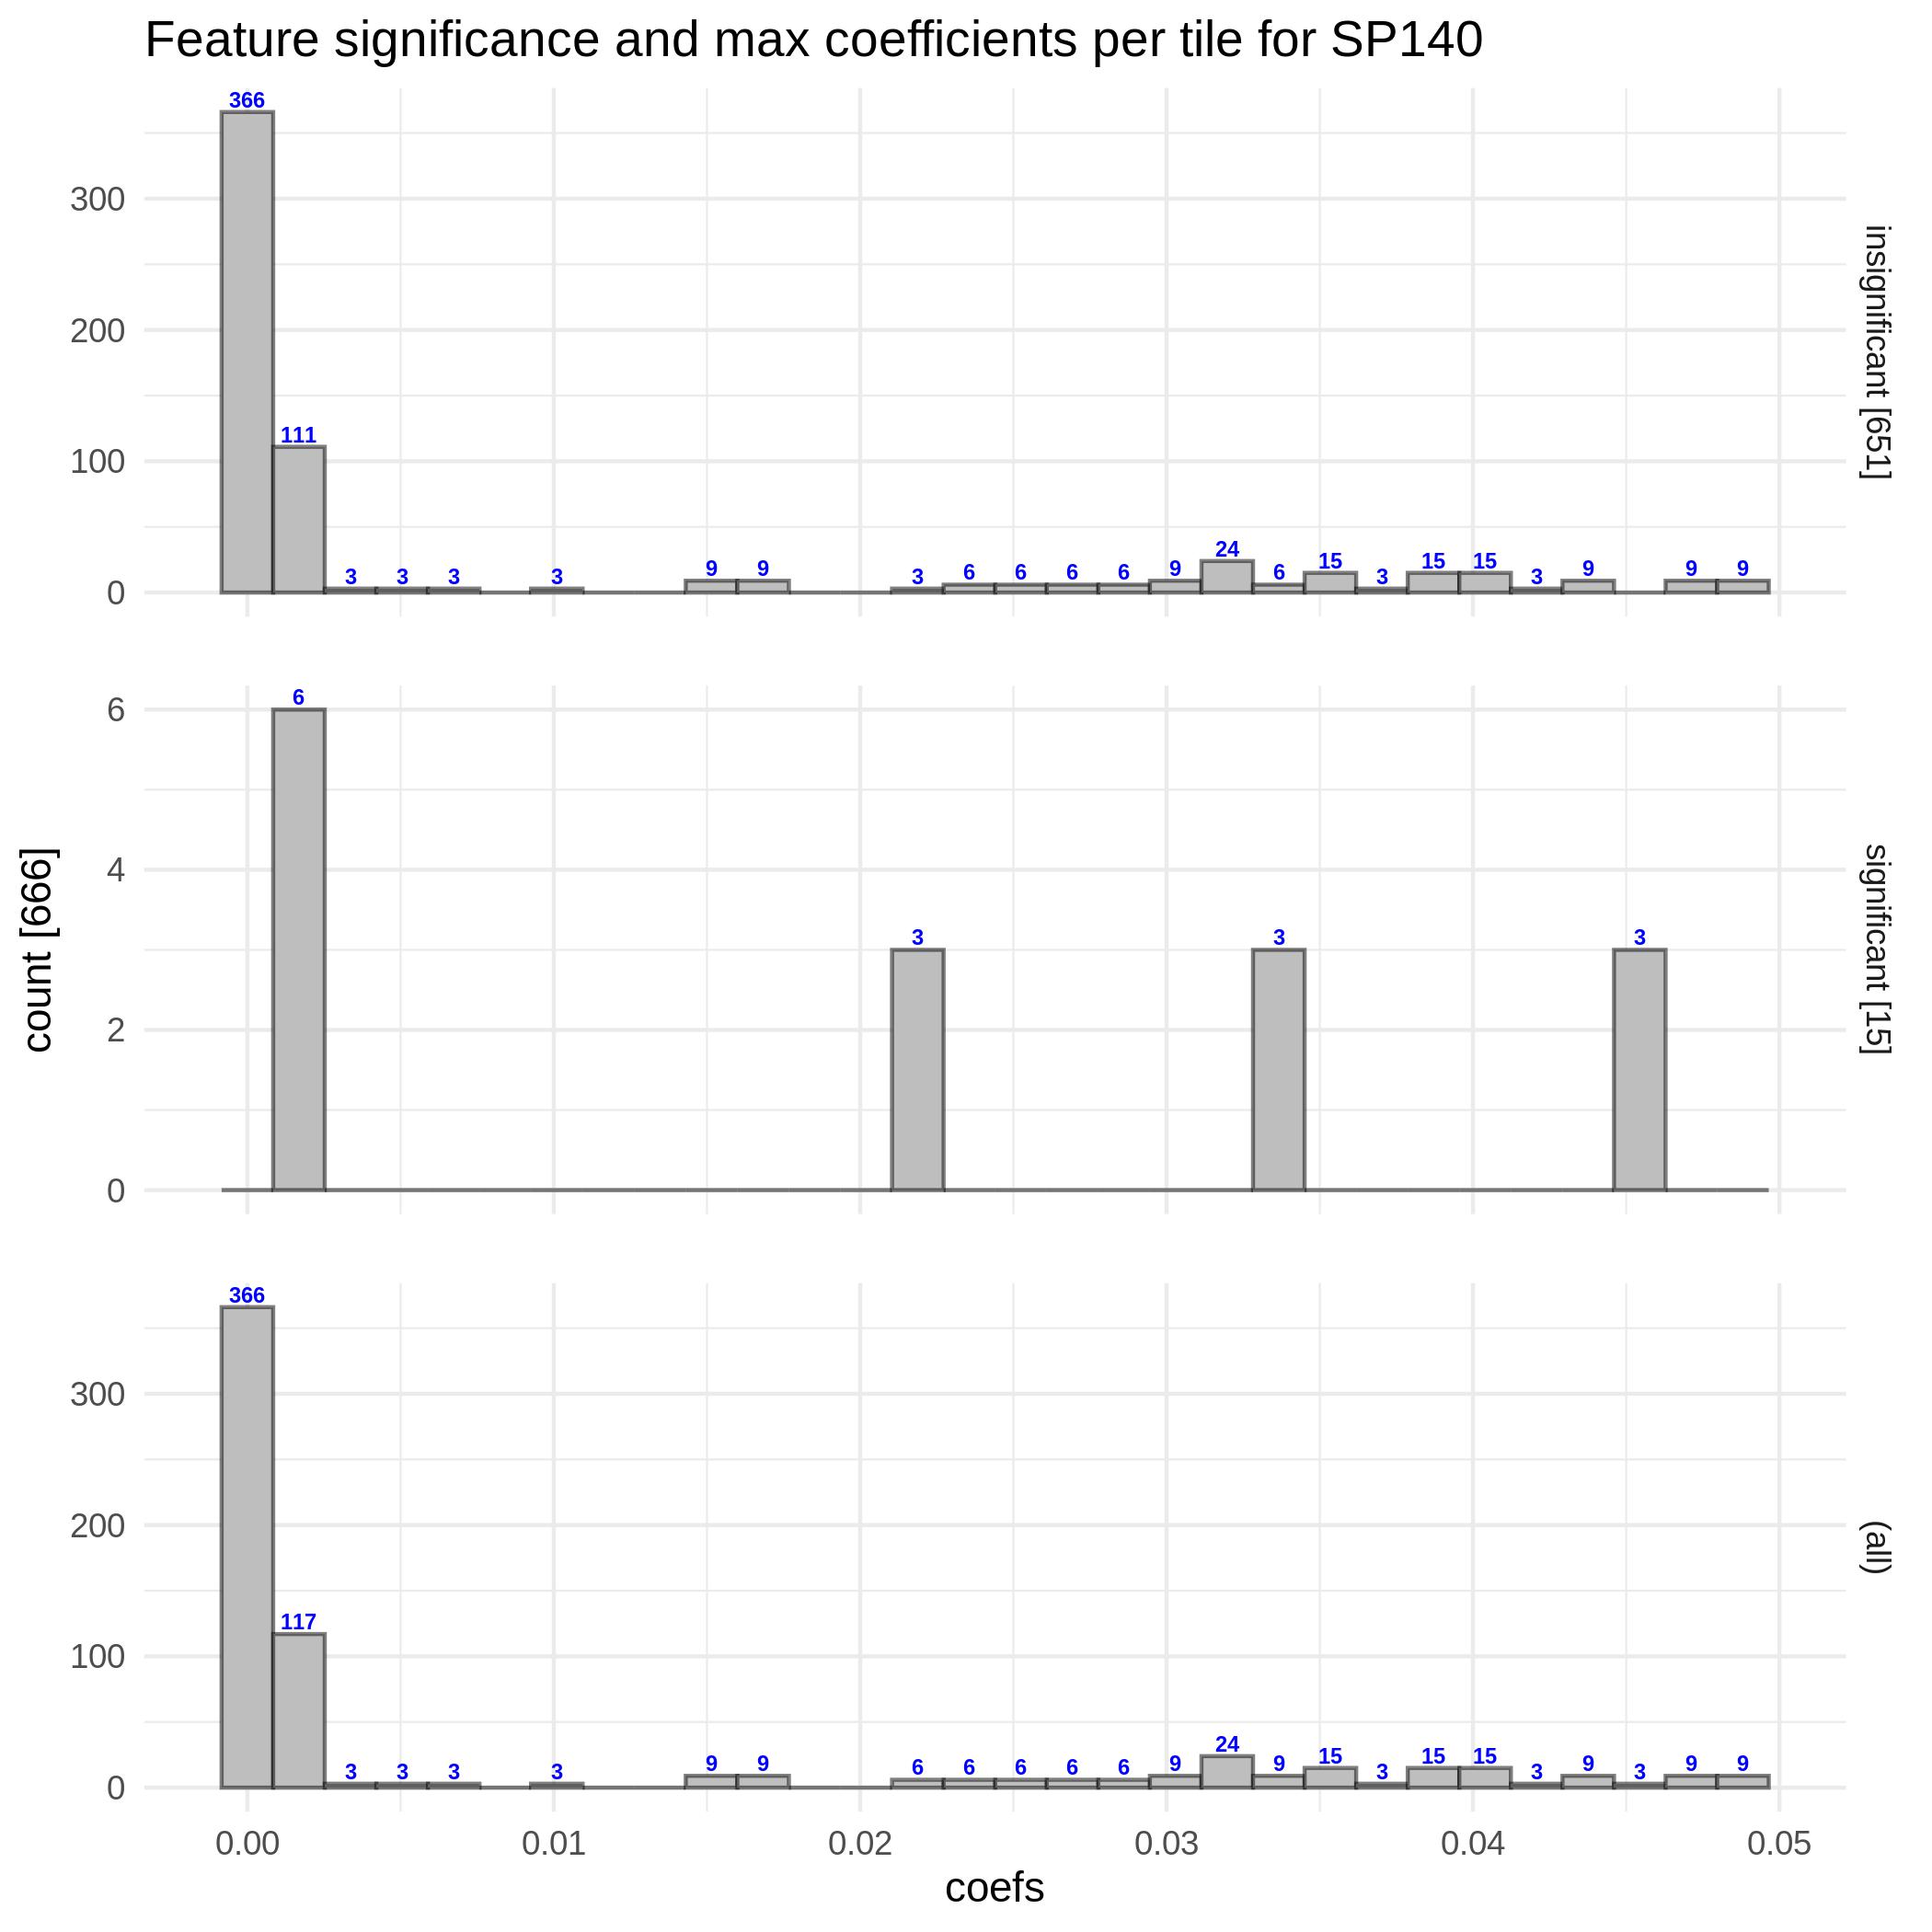 Feature significance and max coefficients per tile for SP140
366
111
3 3 3 3 9 9 3 6 6 6 6 9 24 6 15 3 15 15 3 9 9 9
300
200
100
0
insignificant [651]
6
3 3 3
6
4
2
0
significant [15]
count [666]
366
117
3 3 3 3 9 9 6 6 6 6 6 9 24 9 15 3 15 15 3 9 3 9 9
300
200
100
0
(all)
0.00 0.01 0.02 0.03 0.04 0.05
coefs